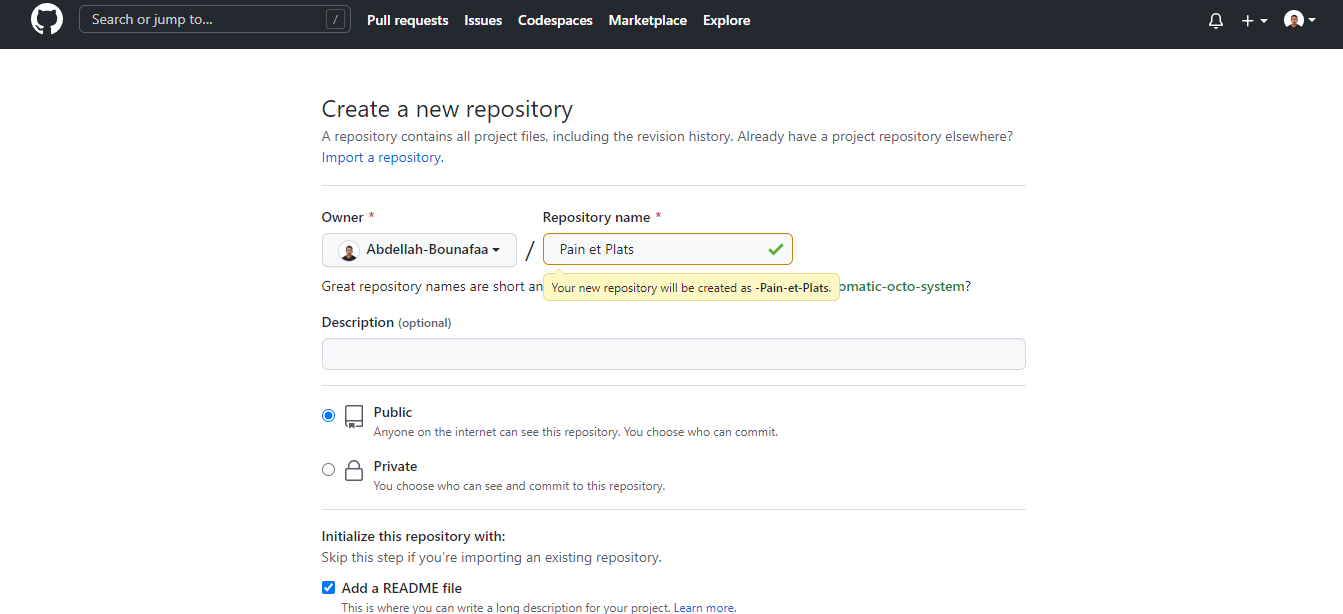 Search or jump to... / Pull requests Issues Codespaces Marketplace Explore
Create a new repository
A repository contains all project files, including the revision history. Already have a project repository elsewhere?
Import a repository.
Owner * Repository name *
Abdellah-Bounafaa / Pain et Plats
Great repository names are short an omatic-octo-system?
Your new repository will be created as -Pain-et-Plats.
Description (optional)
Public
Anyone on the internet can see this repository. You choose who can commit.
Private
You choose who can see and commit to this repository.
Initialize this repository with:
Skip this step if you’re importing an existing repository.
Add a README file
This is where you can write a long description for your project. Learn more.